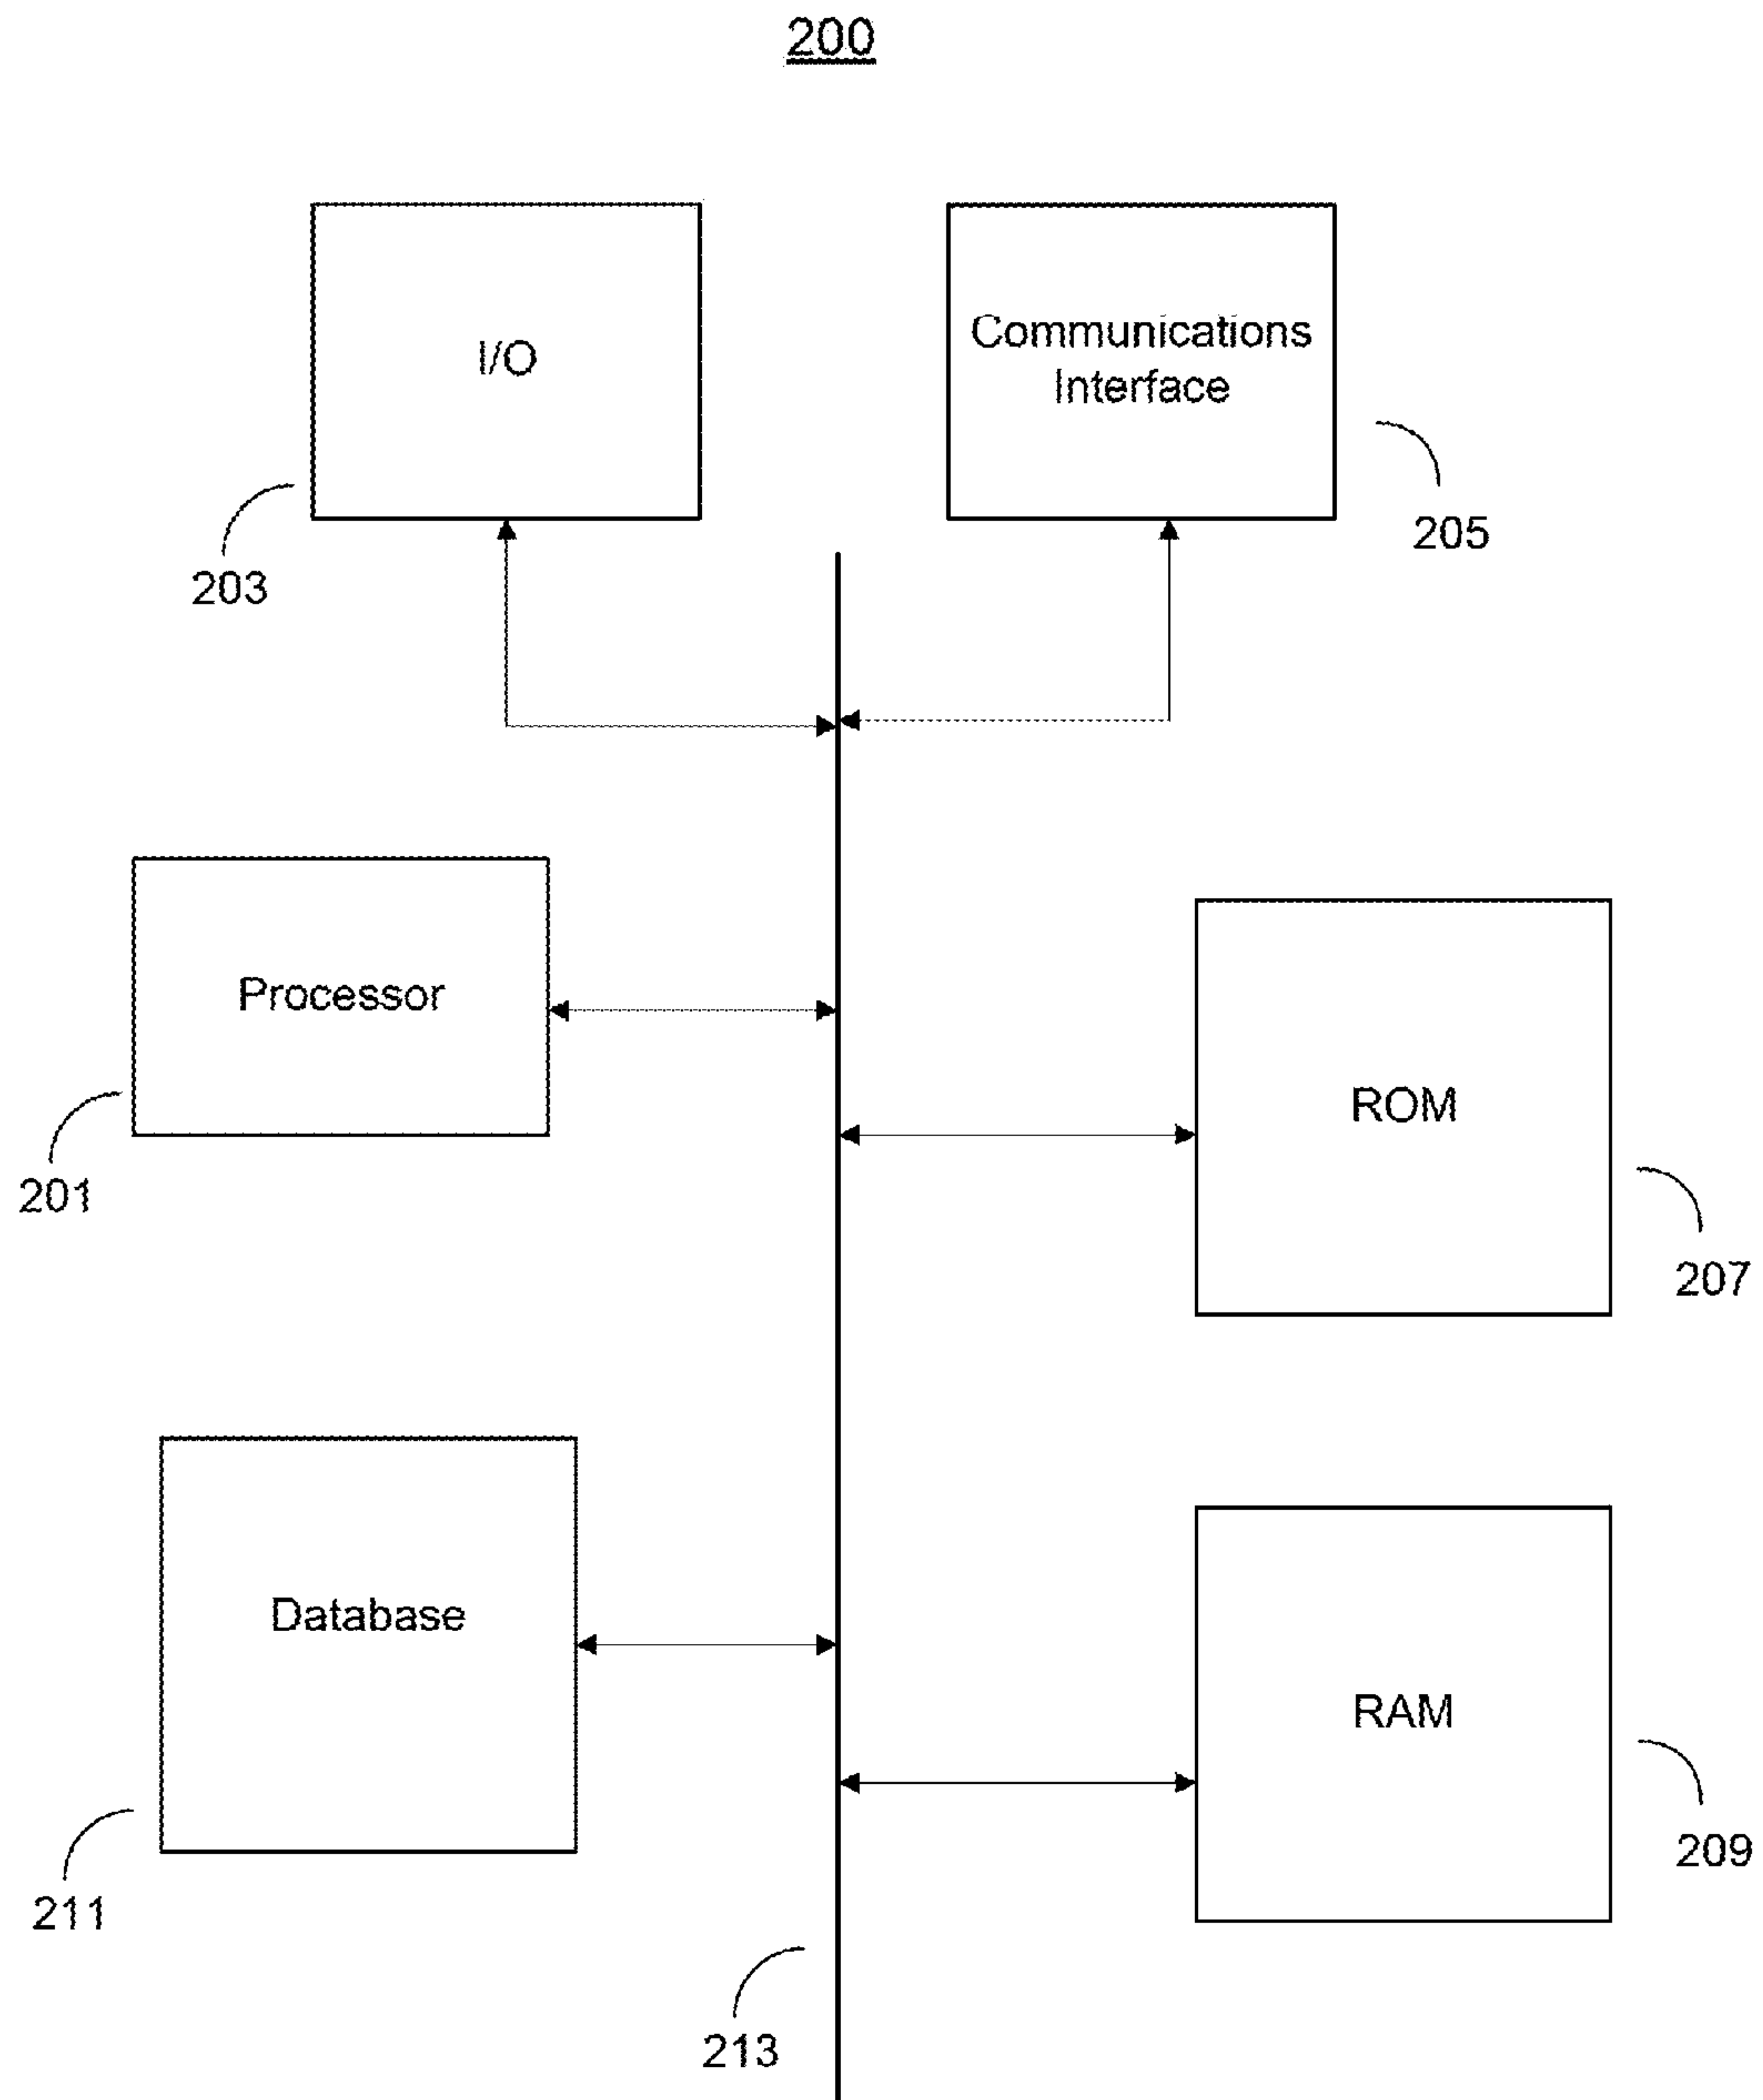 200
I/O
Communications
Interface
203
205
Processor
201
ROM
207
Database
211
RAM
209
213